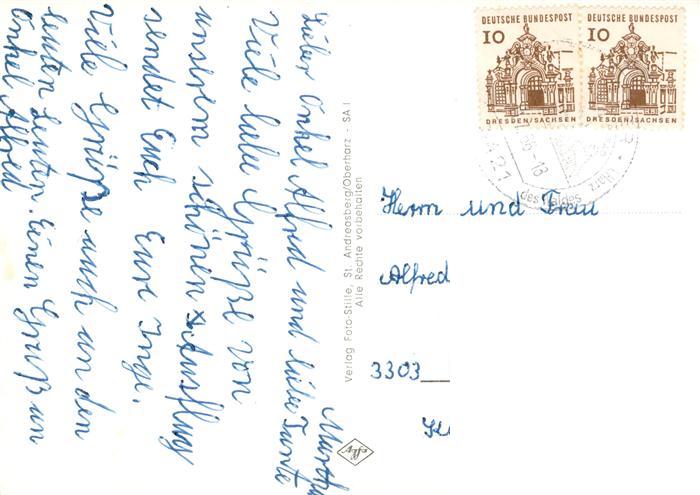 Lieber Onkel Alfred und liebe Tante
Martha
Viele liebe Grüße von
unserem schönen Ausflug
sendet Euch Eure Inge.
Viele Grüße auch an den
leuten leuten. Einen Gruß an
Onkel Alfred
Verlag Foto-Stille, St. Andreasberg/Oberharz - SA I
Alle Rechte vorbehalten
DEUTSCHE BUNDESPOST
10
DRESDEN/SACHSEN
DEUTSCHE BUNDESPOST
10
DRESDEN/SACHSEN
Herrn und Frau
Alfred
3303